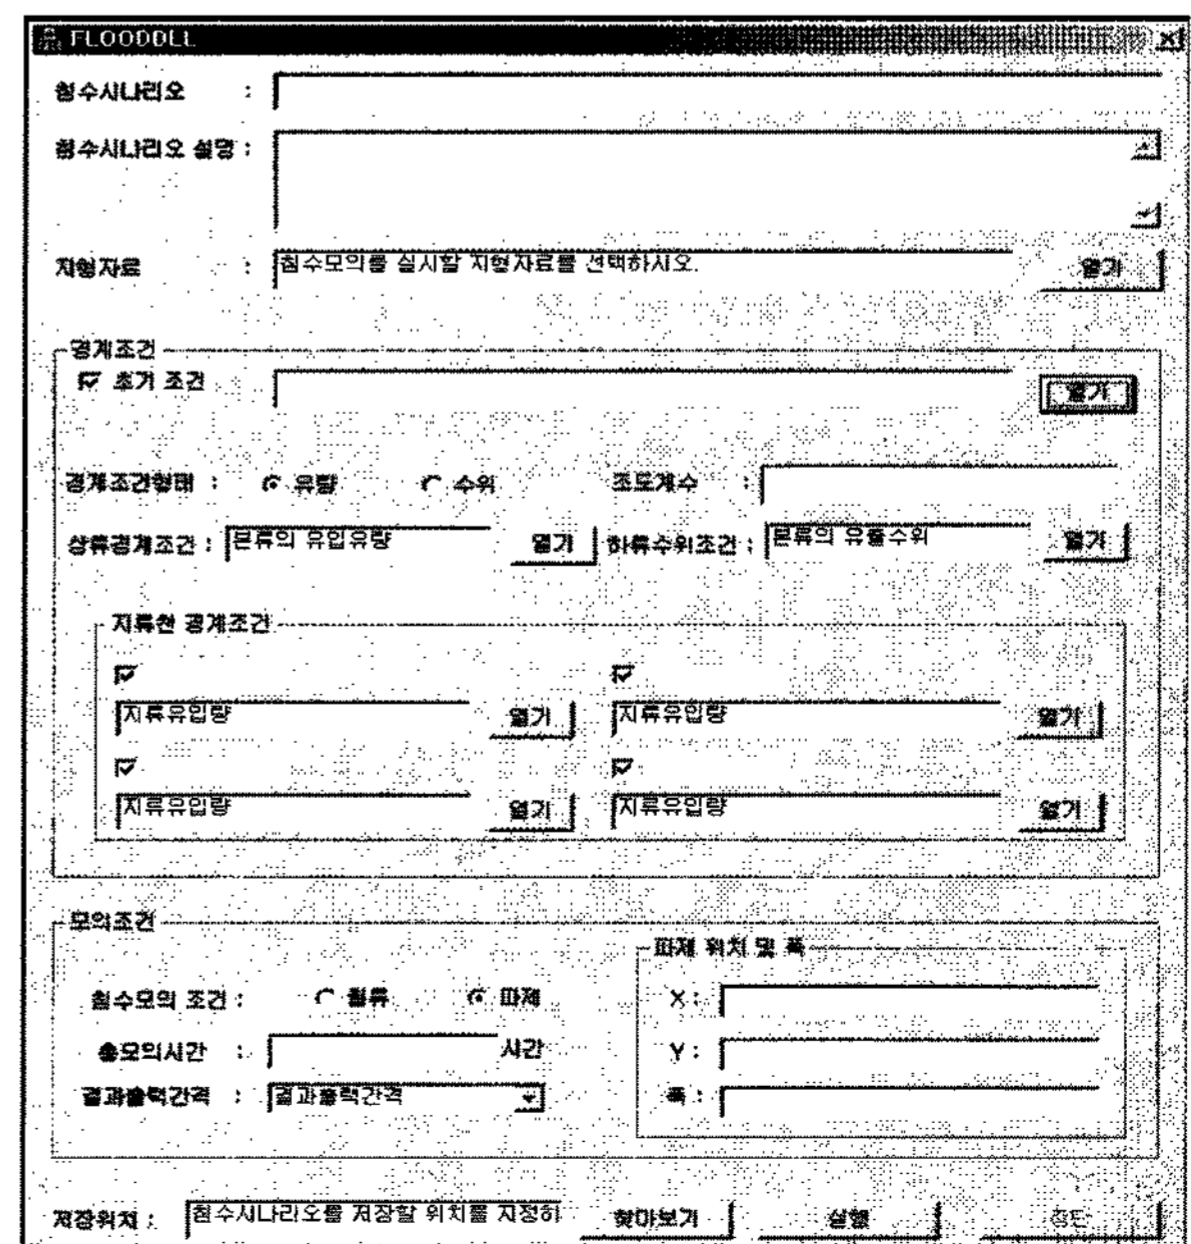 FLOODDLL
침수시나리오 :
침수시나리오 설명 :
지형자료 : 침수모의를 실시할 지형자료를 선택하시오. 열기
경계조건
초기 조건 열기
경계조건형태 : 유량 수위 조도계수 :
상류경계조건 : 본류의 유입유량 열기 하류수위조건 : 본류의 유출수위 열기
지류천 경계조건
지류유입량 열기 지류유입량 열기
지류유입량 열기 지류유입량 열기
모의조건
파제 위치 및 폭
침수모의 조건 : 월류 파제 X :
총모의시간 : 시간 Y :
결과출력간격 : 결과출력간격 폭 :
저장위치 : 침수시나리오를 저장할 위치를 지정하 찾아보기 실행 중단